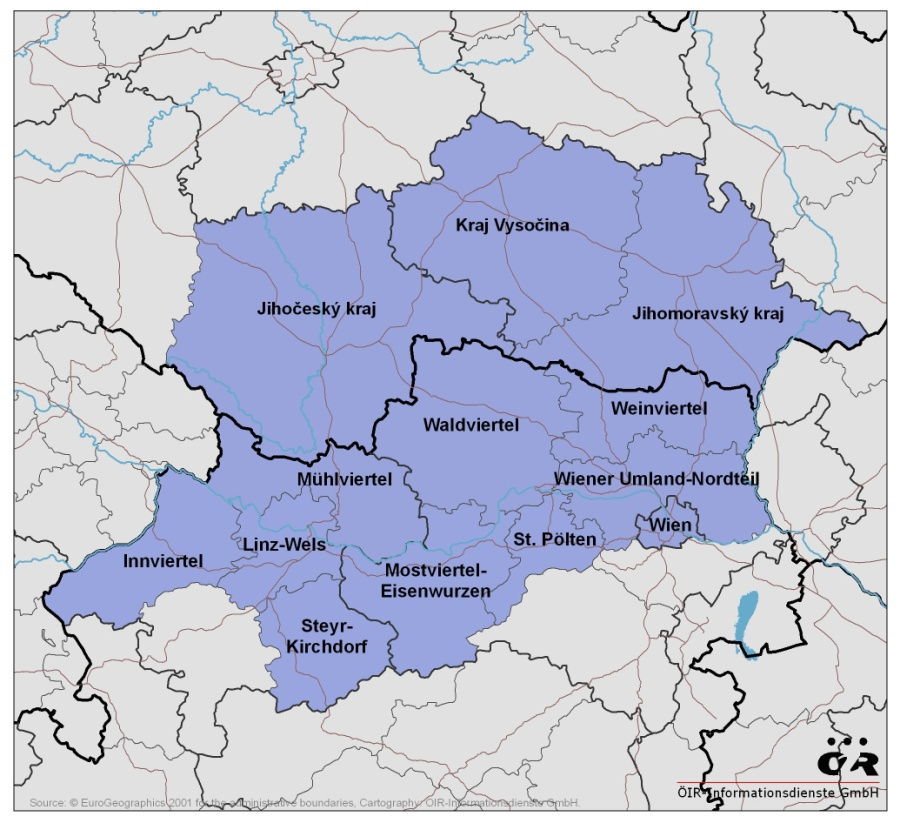 Kraj Vysočina
Jihočeský kraj
Jihomoravský kraj
Weinviertel
Waldviertel
Mühlviertel
Wiener Umland-Nordteil
Wien
St. Pölten
Linz-Wels
Innviertel
Mostviertel-
Eisenwurzen
Steyr-
Kirchdorf
ÖIR
ÖIR-Informationsdienste GmbH
Source: © EuroGeographics 2001 for the administrative boundaries, Cartography: ÖIR-Informationsdienste GmbH.